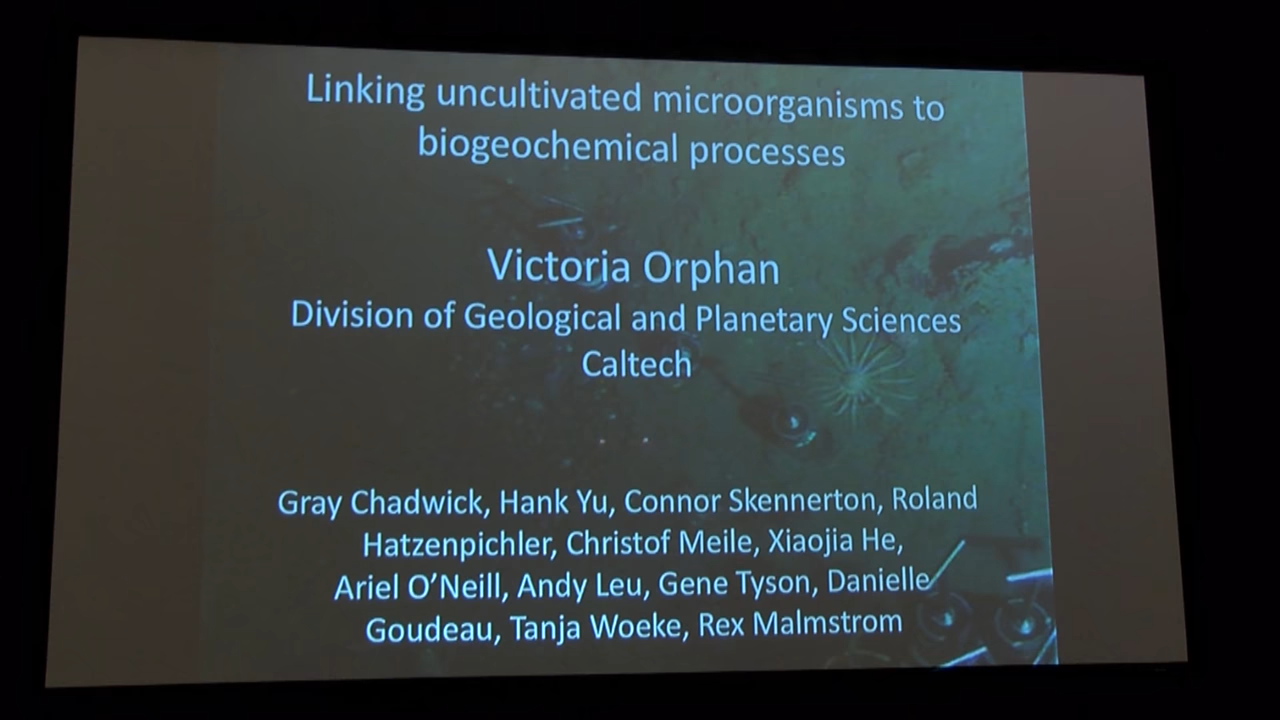 Linking uncultivated microorganisms to
biogeochemical processes
Victoria Orphan
Division of Geological and Planetary Sciences
Caltech
Gray Chadwick, Hank Yu, Connor Skennerton, Roland
Hatzenpichler, Christof Meile, Xiaojia He,
Ariel O’Neill, Andy Leu, Gene Tyson, Danielle
Goudeau, Tanja Woeke, Rex Malmstrom